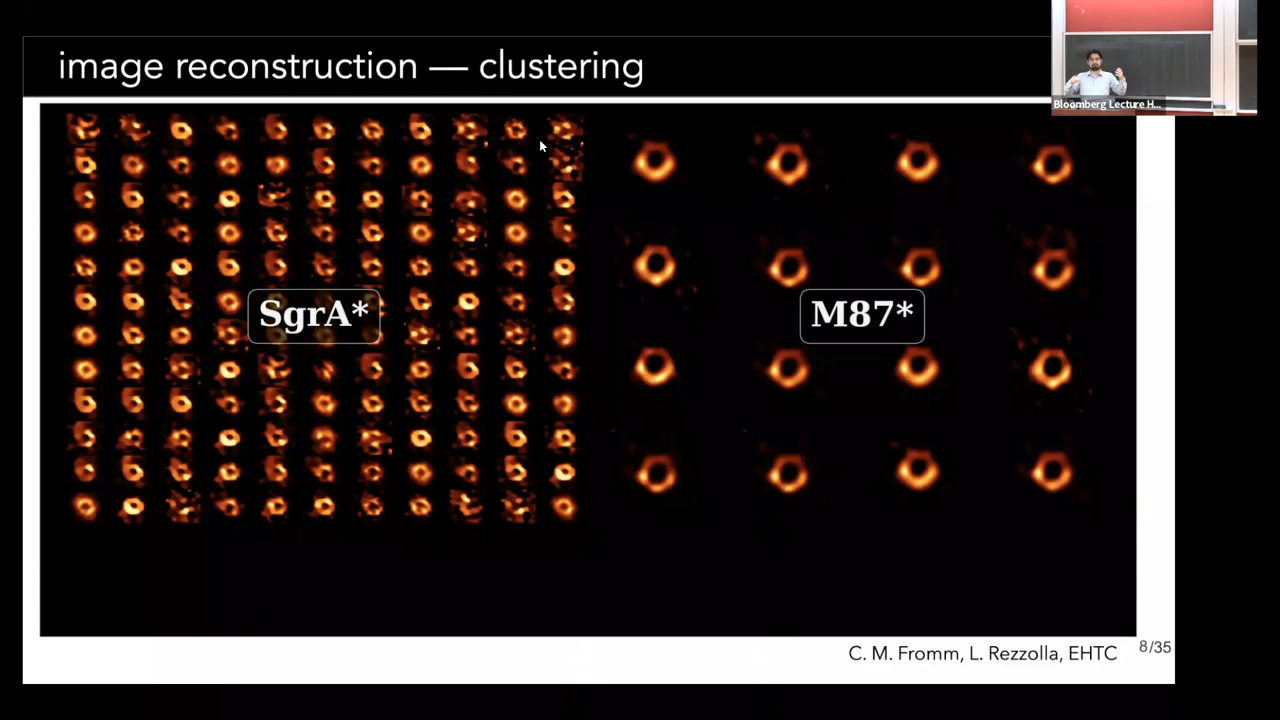 image reconstruction — clustering
Bloomberg Lecture H...
SgrA*
M87*
C. M. Fromm, L. Rezzolla, EHTC
8/35